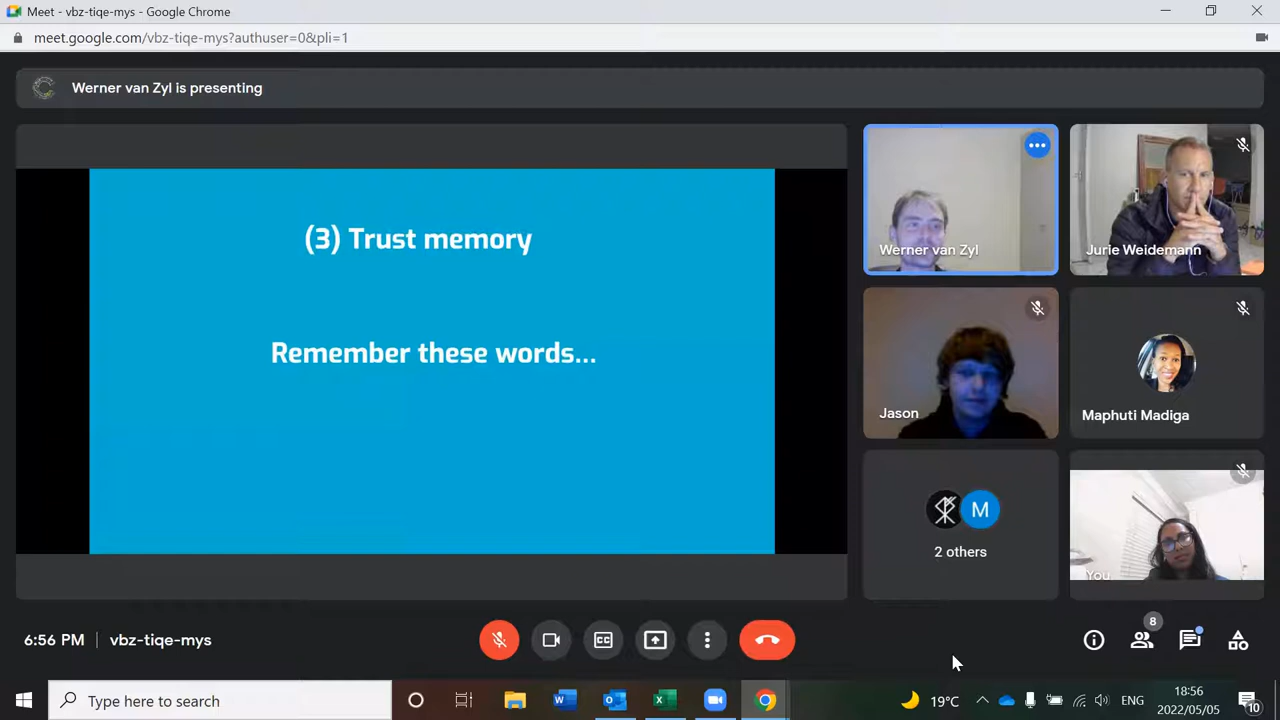 Meet - vbz-tiqe-mys - Google Chrome
meet.google.com/vbz-tiqe-mys?authuser=0&pli=1
Werner van Zyl is presenting
(3) Trust memory
Remember these words...
Werner van Zyl
Jurie Weidemann
Jason
Maphuti Madiga
M
2 others
You
6:56 PM | vbz-tiqe-mys
CC
8
Type here to search
19°C
ENG
18:56
2022/05/05
10